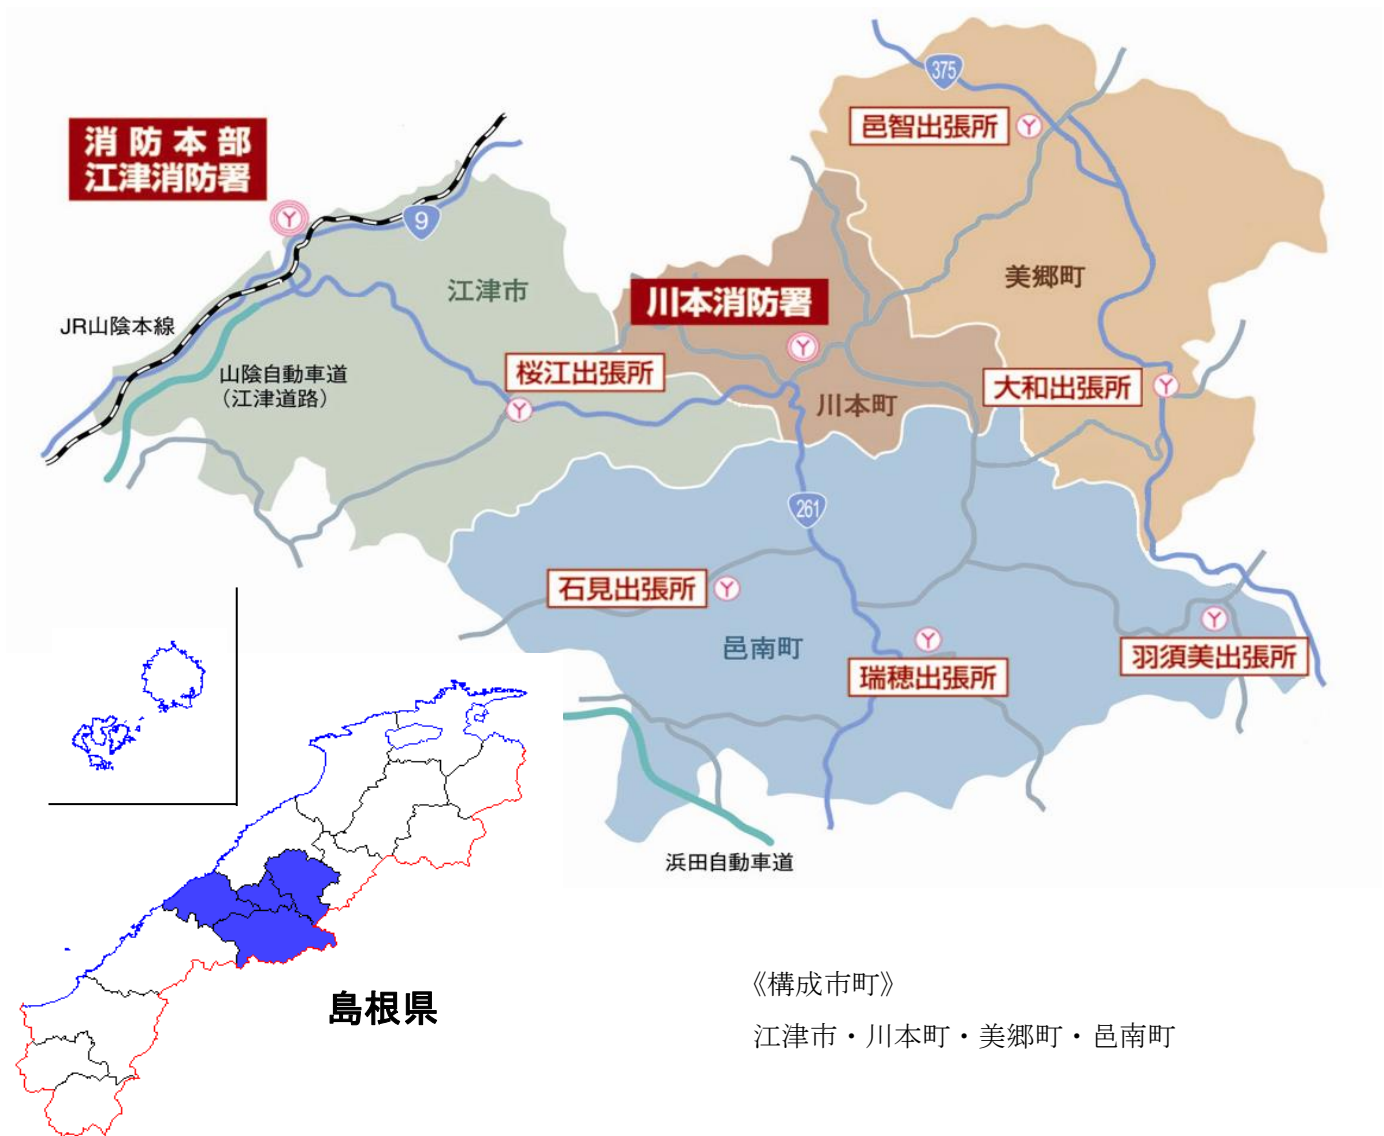 375
邑智出張所
消防本部
江津消防署
9
美郷町
江津市
川本消防署
JR山陰本線
桜江出張所
山陰自動車道
（江津道路）
大和出張所
川本町
261
石見出張所
邑南町
羽須美出張所
瑞穂出張所
浜田自動車道
島根県
《構成市町》
江津市・川本町・美郷町・邑南町